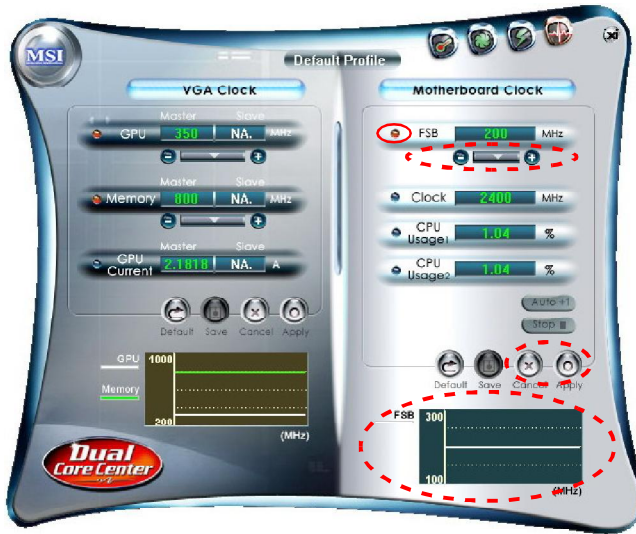 MSI
Default Profile
VGA Clock
Master Slave
GPU 350 NA. MHz
Master Slave
Memory 800 NA. MHz
Master Slave
GPU Current 2.1818 NA. A
Default Save Cancel Apply
GPU
Memory
1000
200
(MHz)
Dual
Core Center
Motherboard Clock
FSB 200 MHz
Clock 2400 MHz
CPU Usage1 1.04 %
CPU Usage2 1.04 %
Auto +1
Stop
Default Save Cancel Apply
FSB
300
100
(MHz)